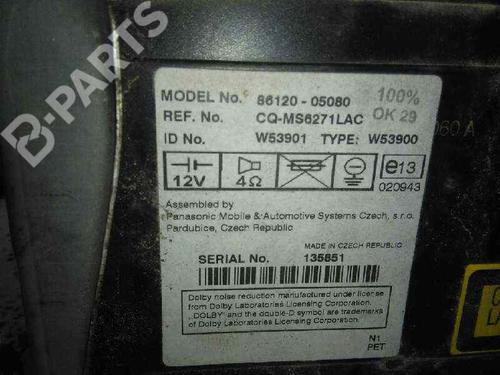 B-PARTS
MODEL No. 86120 - 05080 100%
REF. No. CQ-MS6271LAC OK 29
ID No. W53901 TYPE: W53900
060 A
12V 4Ω e13
020943
Assembled by
Panasonic Mobile & Automotive Systems Czech, s.r.o.
Pardubice, Czech Republic
MADE IN CZECH REPUBLIC
SERIAL No. 135851
Dolby noise reduction manufactured under license
from Dolby Laboratories Licensing Corporation.
„DOLBY" and the double-D symbol are trademarks
of Dolby Laboratories Licensing Corporation.
N1
PET